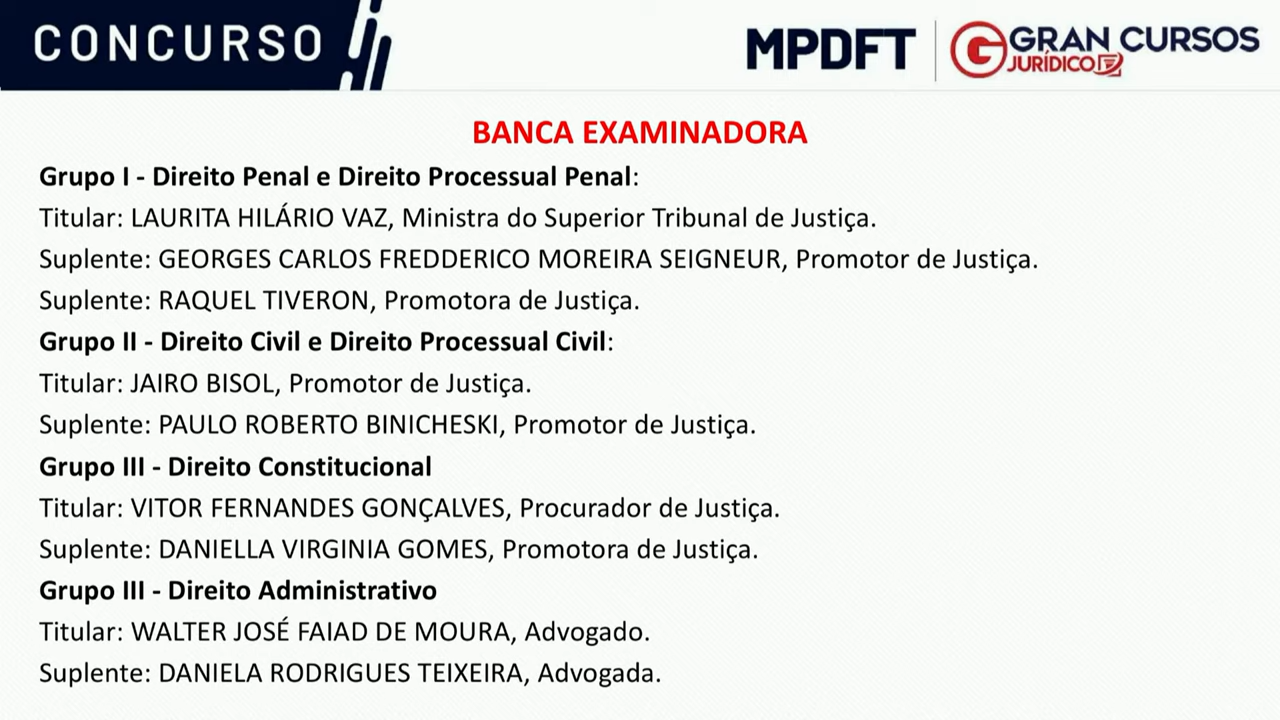 CONCURSO
MPDFT
GRAN CURSOS
JURÍDICO
BANCA EXAMINADORA
Grupo I - Direito Penal e Direito Processual Penal:
Titular: LAURITA HILÁRIO VAZ, Ministra do Superior Tribunal de Justiça.
Suplente: GEORGES CARLOS FREDDERICO MOREIRA SEIGNEUR, Promotor de Justiça.
Suplente: RAQUEL TIVERON, Promotora de Justiça.
Grupo II - Direito Civil e Direito Processual Civil:
Titular: JAIRO BISOL, Promotor de Justiça.
Suplente: PAULO ROBERTO BINICHESKI, Promotor de Justiça.
Grupo III - Direito Constitucional
Titular: VITOR FERNANDES GONÇALVES, Procurador de Justiça.
Suplente: DANIELLA VIRGINIA GOMES, Promotora de Justiça.
Grupo III - Direito Administrativo
Titular: WALTER JOSÉ FAIAD DE MOURA, Advogado.
Suplente: DANIELA RODRIGUES TEIXEIRA, Advogada.